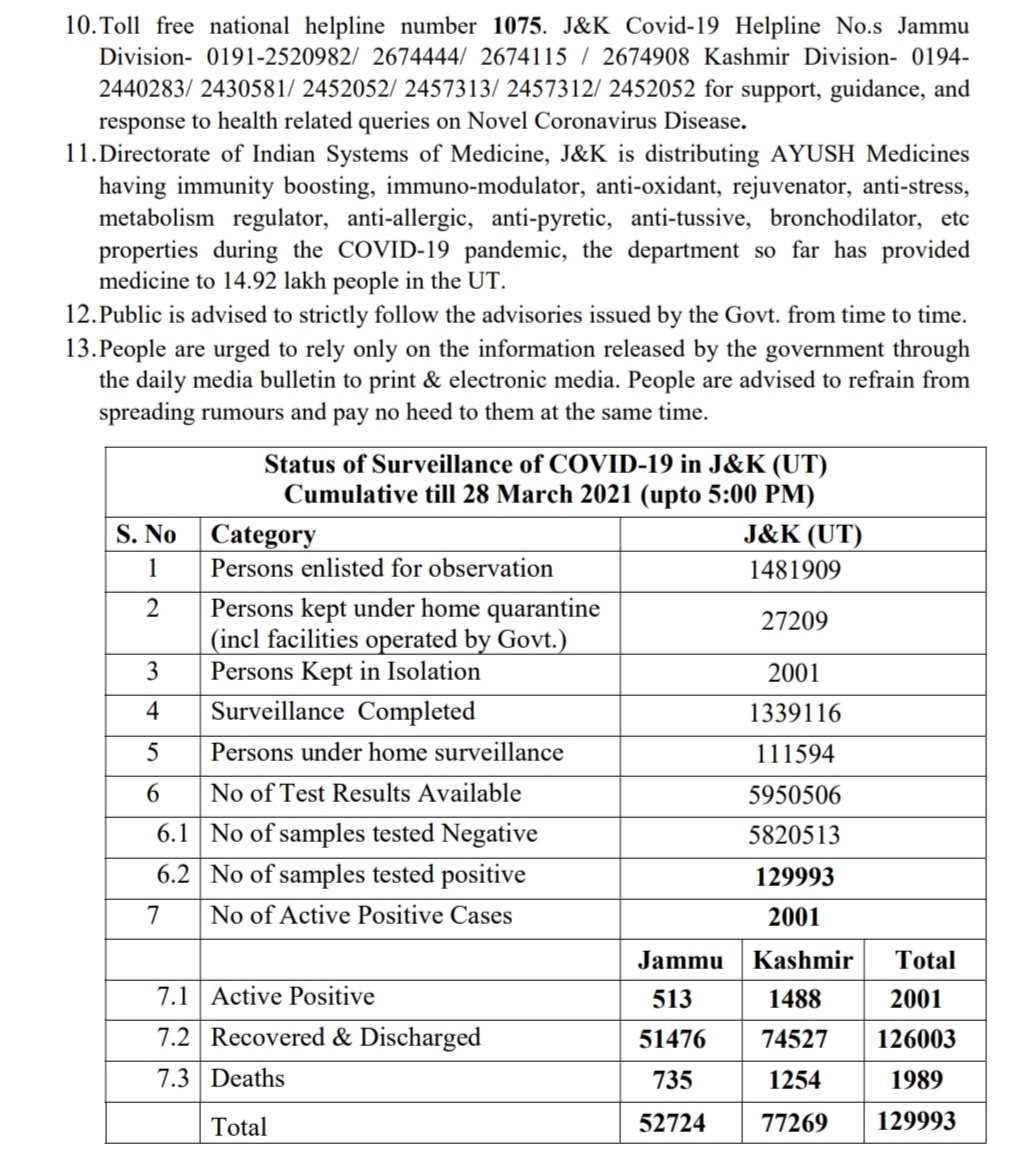 10.Toll free national helpline number 1075. J&K Covid-19 Helpline No.s Jammu
Division- 0191-2520982/ 2674444/ 2674115 / 2674908 Kashmir Division- 0194-
2440283/ 2430581/ 2452052/ 2457313/ 2457312/ 2452052 for support, guidance, and
response to health related queries on Novel Coronavirus Disease.
11.Directorate of Indian Systems of Medicine, J&K is distributing AYUSH Medicines
having immunity boosting, immuno-modulator, anti-oxidant, rejuvenator, anti-stress,
metabolism regulator, anti-allergic, anti-pyretic, anti-tussive, bronchodilator, etc
properties during the COVID-19 pandemic, the department so far has provided
medicine to 14.92 lakh people in the UT.
12.Public is advised to strictly follow the advisories issued by the Govt. from time to time.
13.People are urged to rely only on the information released by the government through
the daily media bulletin to print & electronic media. People are advised to refrain from
spreading rumours and pay no heed to them at the same time.
Status of Surveillance of COVID-19 in J&K (UT)
Cumulative till 28 March 2021 (upto 5:00 PM)
S. No Category J&K (UT)
1 Persons enlisted for observation 1481909
2 Persons kept under home quarantine
(incl facilities operated by Govt.) 27209
3 Persons Kept in Isolation 2001
4 Surveillance Completed 1339116
5 Persons under home surveillance 111594
6 No of Test Results Available 5950506
6.1 No of samples tested Negative 5820513
6.2 No of samples tested positive 129993
7 No of Active Positive Cases 2001
Jammu Kashmir Total
7.1 Active Positive 513 1488 2001
7.2 Recovered & Discharged 51476 74527 126003
7.3 Deaths 735 1254 1989
Total 52724 77269 129993